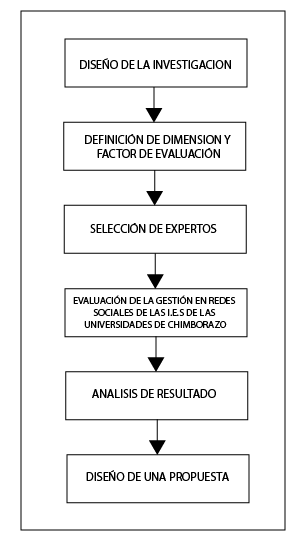 DISEÑO DE LA INVESTIGACION
DEFINICIÓN DE DIMENSION Y
FACTOR DE EVALUACIÓN
SELECCIÓN DE EXPERTOS
EVALUACIÓN DE LA GESTIÓN EN REDES
SOCIALES DE LAS I.E.S DE LAS
UNIVERSIDADES DE CHIMBORAZO
ANALISIS DE RESULTADO
DISEÑO DE UNA PROPUESTA